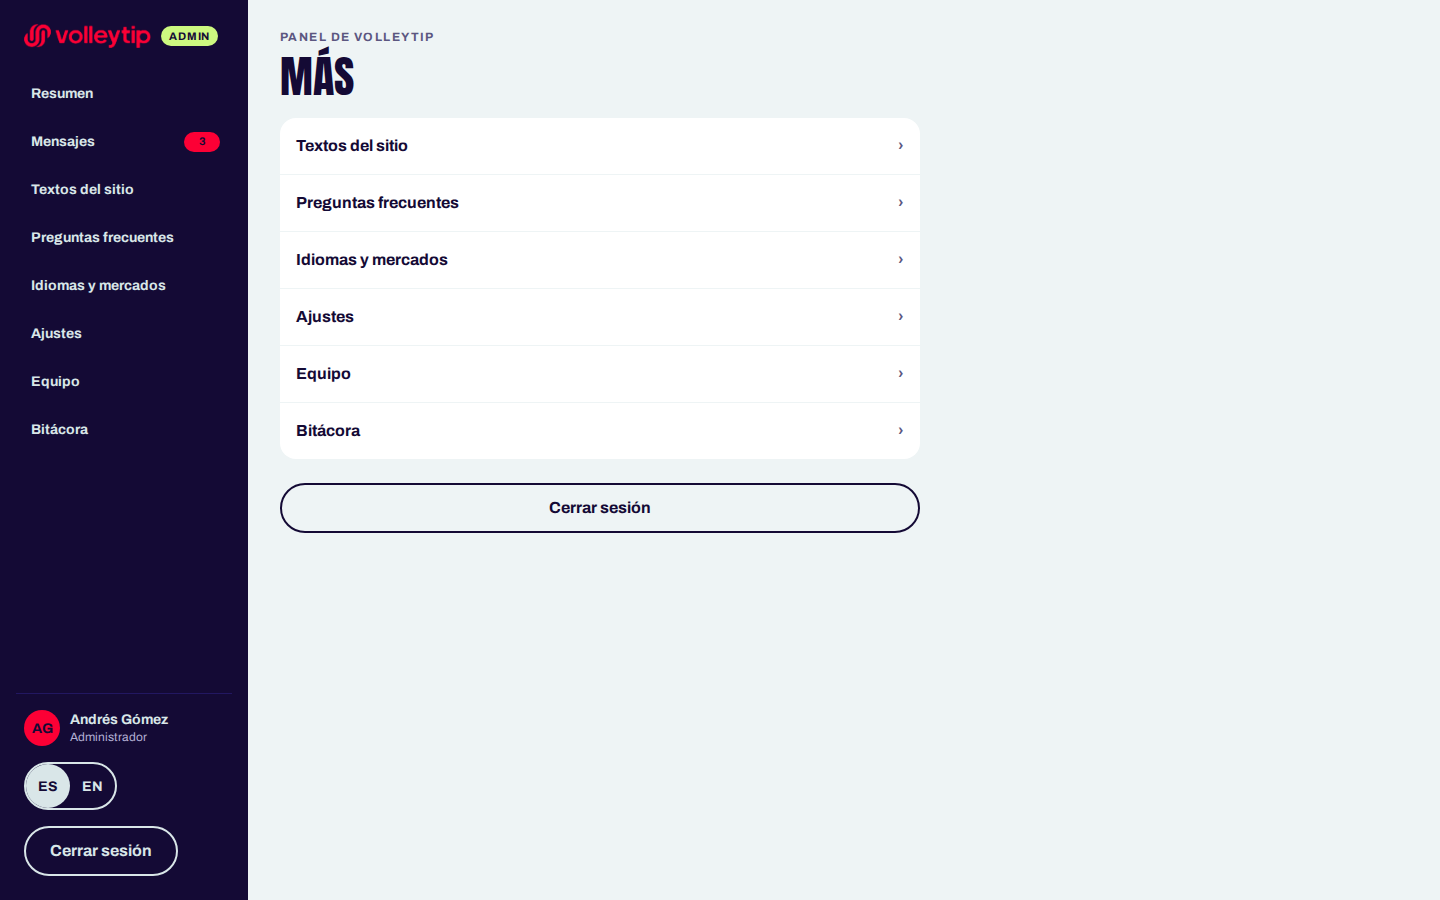 volleytip ADMIN
Resumen
Mensajes 3
Textos del sitio
Preguntas frecuentes
Idiomas y mercados
Ajustes
Equipo
Bitácora
AG
Andrés Gómez
Administrador
ES EN
Cerrar sesión
PANEL DE VOLLEYTIP
MÁS
Textos del sitio ›
Preguntas frecuentes ›
Idiomas y mercados ›
Ajustes ›
Equipo ›
Bitácora ›
Cerrar sesión